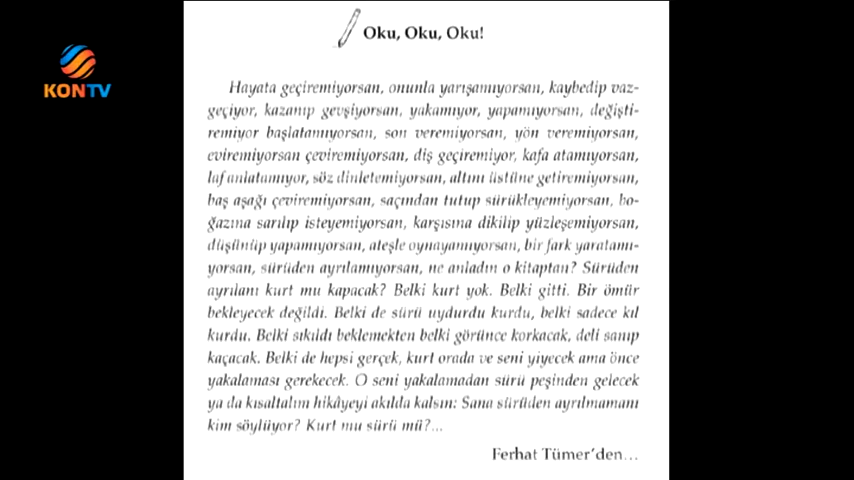 KONTV
Oku, Oku, Oku!
Hayata geçiremiyorsan, onunla yarışamıyorsan, kaybedip vaz-
geçiyor, kazanıp gevşiyorsan, yakamıyor, yapamıyorsan, değişti-
remiyor başlatamıyorsan, son veremiyorsan, yön veremiyorsan,
eviremiyorsan çeviremiyorsan, diş geçiremiyor, kafa atamıyorsan,
laf anlatamıyor, söz dinletemiyorsan, altını üstüne getiremiyorsan,
baş aşağı çeviremiyorsan, saçından tutup sürükleyemiyorsan, bo-
ğazına sarılıp isteyemiyorsan, karşısına dikilip yüzleşemiyorsan,
düşünüp yapamıyorsan, ateşle oynayamıyorsan, bir fark yaratamı-
yorsan, sürüden ayrılamıyorsan, ne anladın o kitaptan? Sürüden
ayrılanı kurt mu kapacak? Belki kurt yok. Belki gitti. Bir ömür
bekleyecek değildi. Belki de sürü uydurdu kurdu, belki sadece kıl
kurdu. Belki sıkıldı beklemekten belki görünce korkacak, deli sanıp
kaçacak. Belki de hepsi gerçek, kurt orada ve seni yiyecek ama önce
yakalaması gerekecek. O seni yakalamadan sürü peşinden gelecek
ya da kısaltalım hikâyeyi akılda kalsın: Sana sürüden ayrılmamanı
kim söylüyor? Kurt mu sürü mü?...
Ferhat Tümer'den...